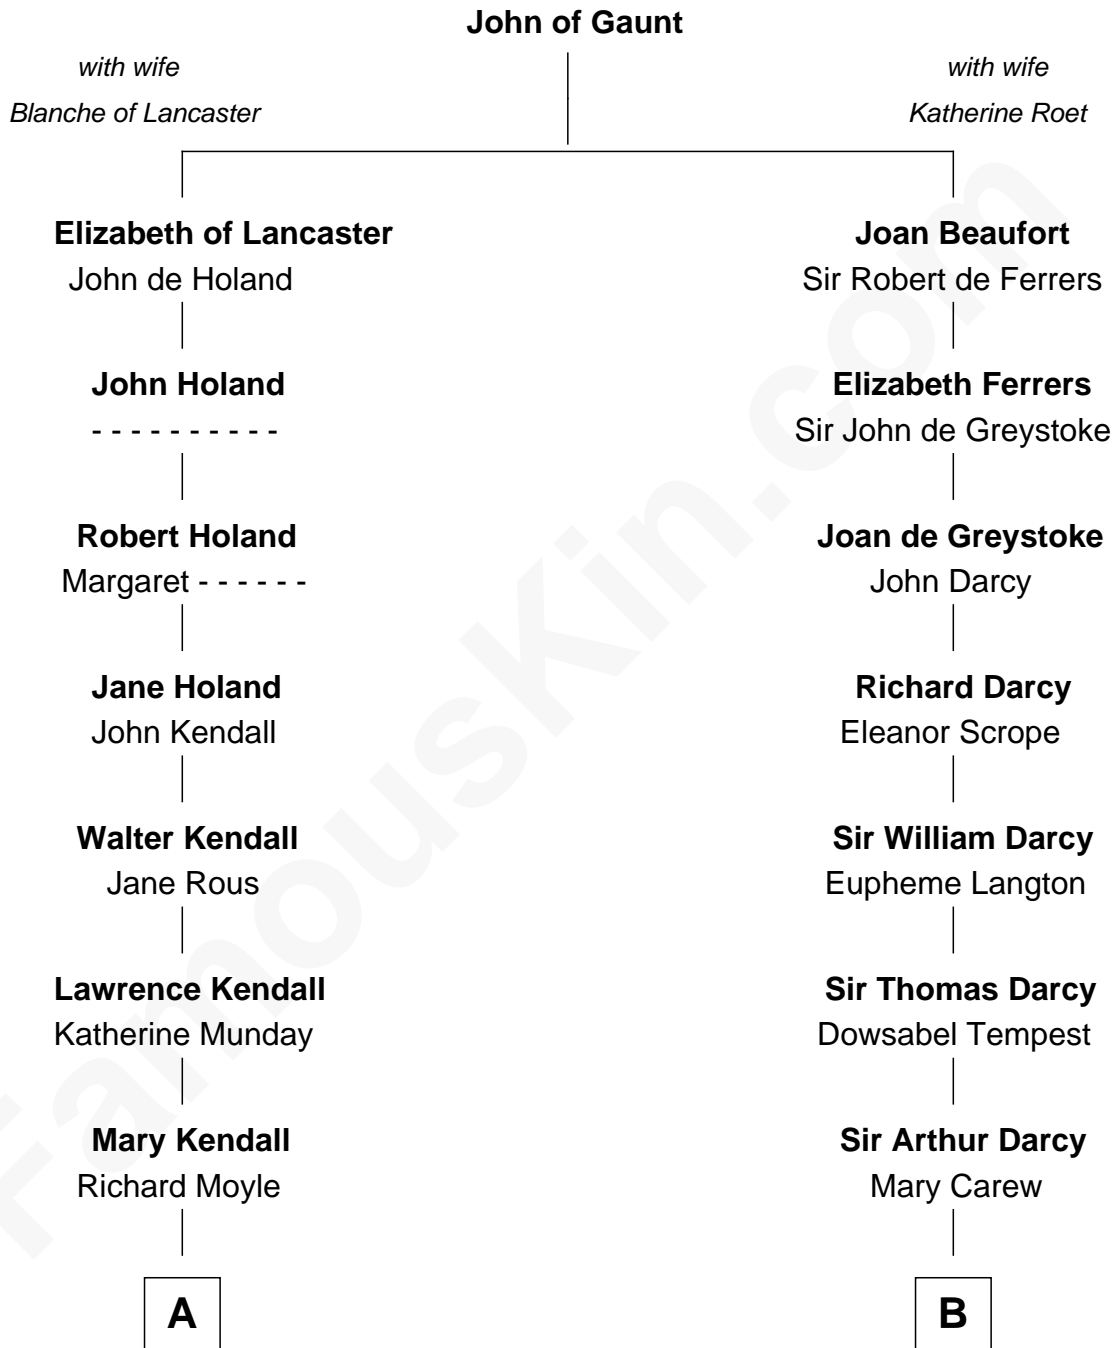 John of Gaunt
with wife
Blanche of Lancaster
with wife
Katherine Roet
Elizabeth of Lancaster
John de Holand
Joan Beaufort
Sir Robert de Ferrers
John Holand
- - - - - - - - - -
Elizabeth Ferrers
Sir John de Greystoke
Robert Holand
Margaret - - - - - -
Joan de Greystoke
John Darcy
Jane Holand
John Kendall
Richard Darcy
Eleanor Scrope
Walter Kendall
Jane Rous
Sir William Darcy
Eupheme Langton
Lawrence Kendall
Katherine Munday
Sir Thomas Darcy
Dowsabel Tempest
Mary Kendall
Richard Moyle
Sir Arthur Darcy
Mary Carew
A
B
FamousKin.com